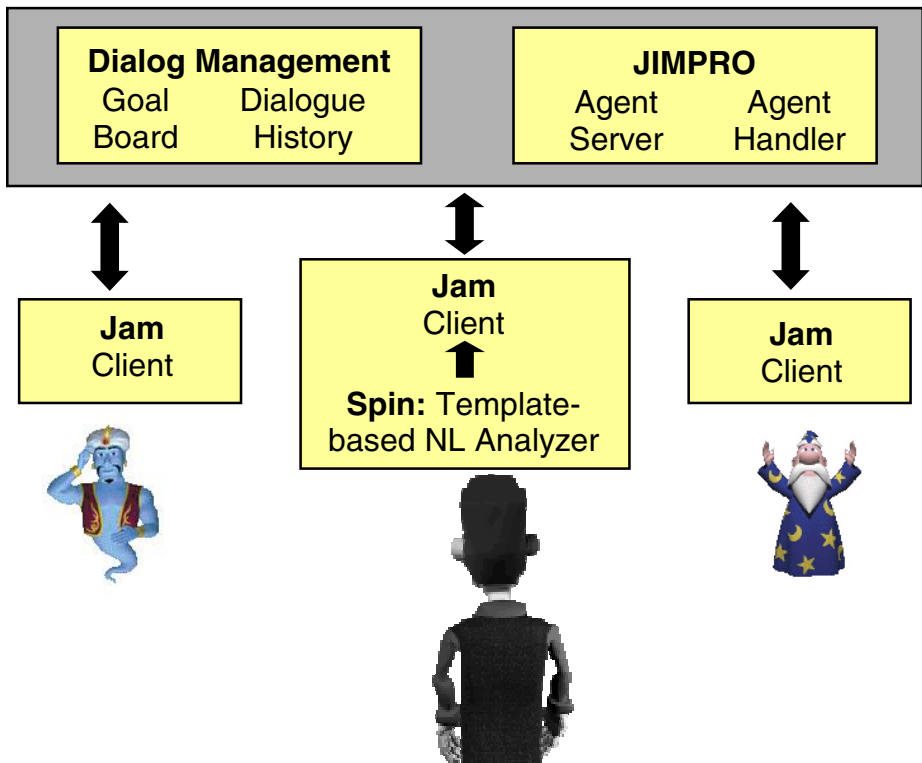 Dialog Management
Goal Dialogue
Board History
JIMPRO
Agent Agent
Server Handler
Jam
Client
Jam
Client
Spin: Template-
based NL Analyzer
Jam
Client